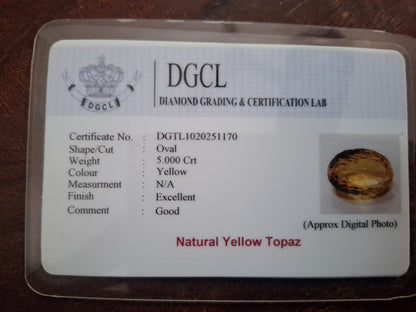 DGCL
DGCL
DIAMOND GRADING & CERTIFICATION LAB
Certificate No. : DGTL1020251170
Shape/Cut : Oval
Weight : 5.000 Crt
Colour : Yellow
Measurment : N/A
Finish : Excellent
Comment : Good
(Approx Digital Photo)
Natural Yellow Topaz